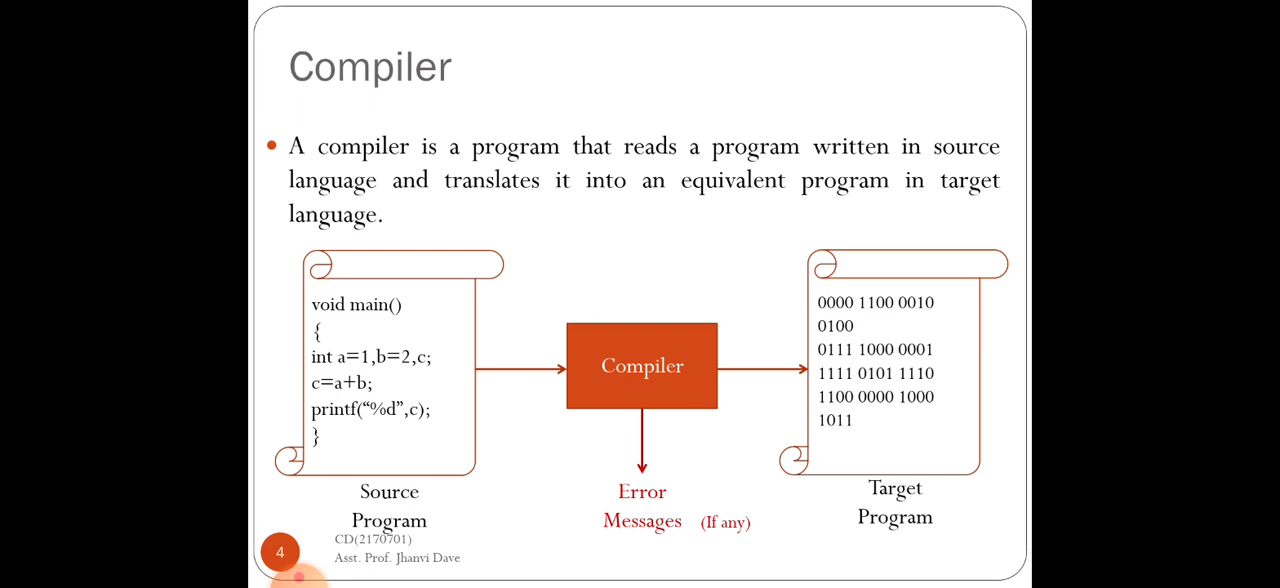 Compiler
A compiler is a program that reads a program written in source
language and translates it into an equivalent program in target
language.
void main()
{
int a=1,b=2,c;
c=a+b;
printf(“%d”,c);
}
Source
Program
Compiler
Error
Messages (If any)
0000 1100 0010
0100
0111 1000 0001
1111 0101 1110
1100 0000 1000
1011
Target
Program
4
CD(2170701)
Asst. Prof. Jhanvi Dave